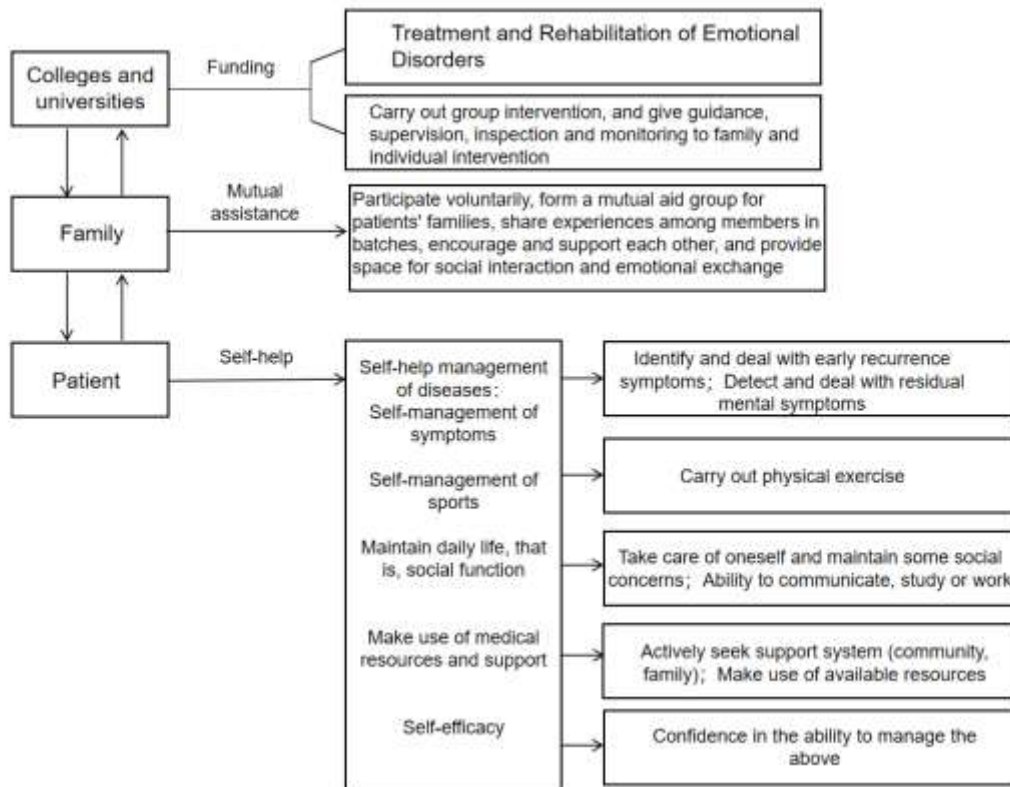 Colleges and
universities
Funding
Treatment and Rehabilitation of Emotional
Disorders
Carry out group intervention, and give guidance,
supervision, inspection and monitoring to family and
individual intervention
Family
Mutual
assistance
Participate voluntarily, form a mutual aid group for
patients' families, share experiences among members in
batches, encourage and support each other, and provide
space for social interaction and emotional exchange
Patient
Self-help
Self-help management
of diseases:
Self-management of
symptoms
Identify and deal with early recurrence
symptoms; Detect and deal with residual
mental symptoms
Self-management of
sports
Carry out physical exercise
Maintain daily life, that
is, social function
Take care of oneself and maintain some social
concerns; Ability to communicate, study or work
Make use of medical
resources and support
Actively seek support system (community,
family); Make use of available resources
Self-efficacy
Confidence in the ability to manage the
above